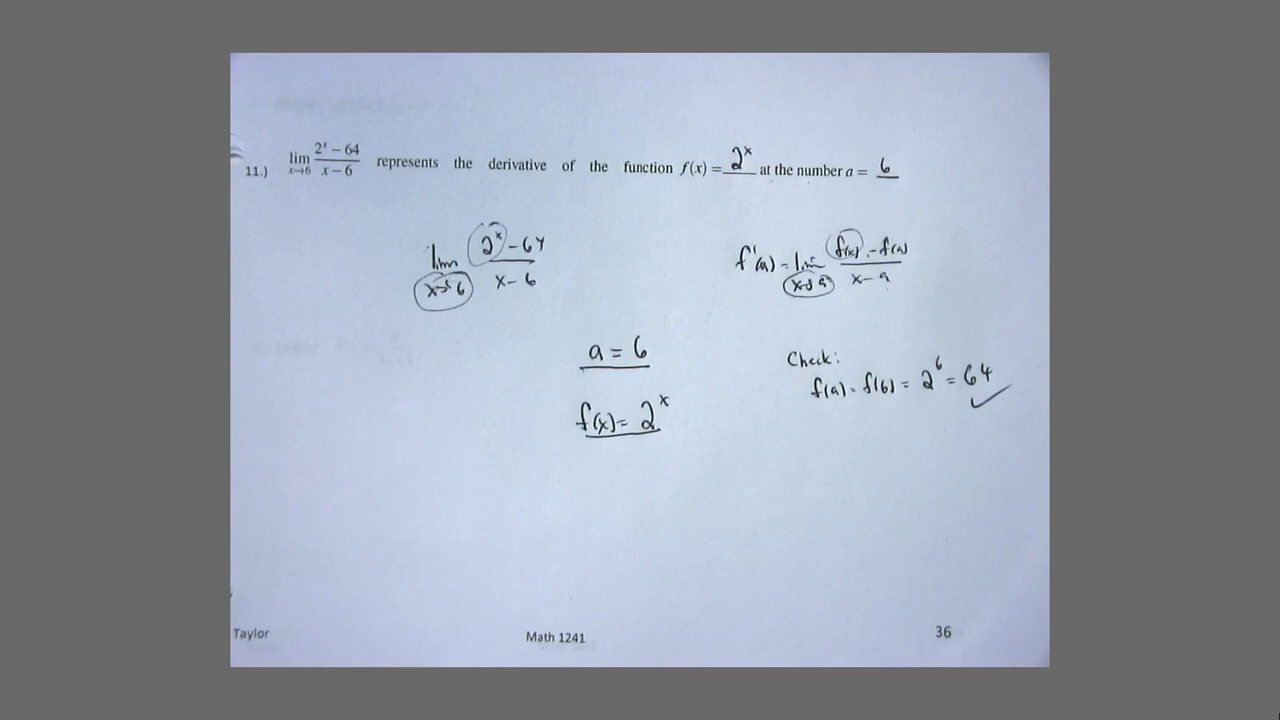 11.) lim x→6 (2^x − 64)/(x − 6) represents the derivative of the function f(x) = 2^x at the number a = 6
lim x→6 (2^x − 64)/(x − 6)
f'(a) = lim x→a (f(x) − f(a))/(x − a)
a = 6
Check:
f(a) = f(6) = 2^6 = 64 ✓
f(x) = 2^x
Taylor Math 1241 36